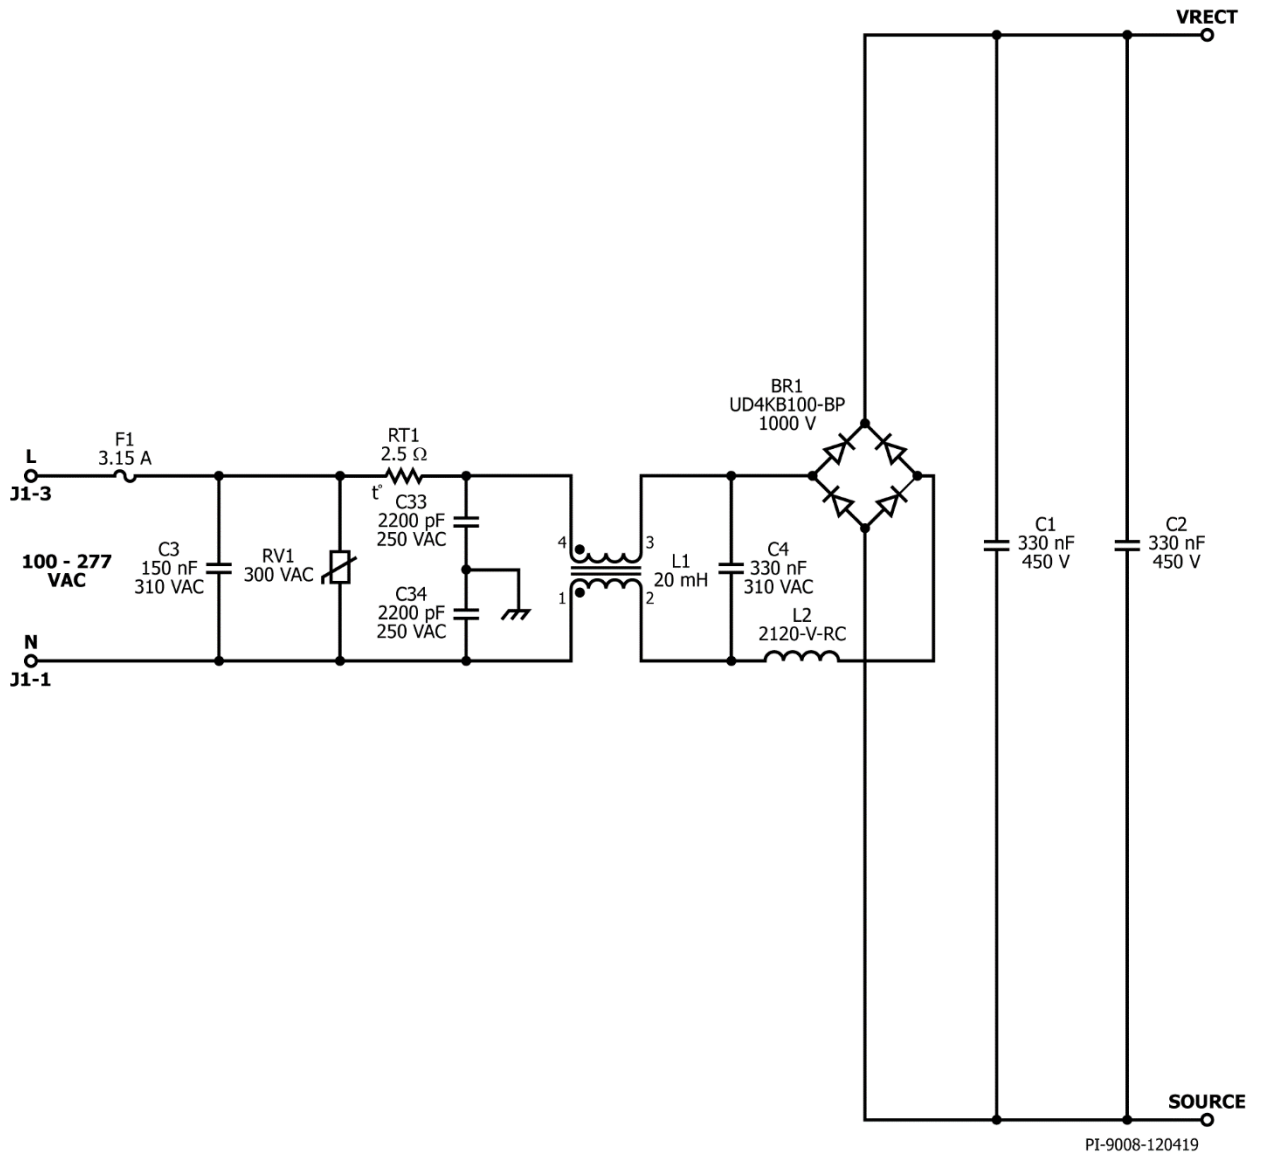 VRECT
BR1
UD4KB100-BP
1000 V
L
J1-3
F1
3.15 A
RT1
2.5 Ω
t°
C33
2200 pF
250 VAC
100 - 277
VAC
C3
150 nF
310 VAC
RV1
300 VAC
C34
2200 pF
250 VAC
4
3
1
2
L1
20 mH
C4
330 nF
310 VAC
L2
2120-V-RC
C1
330 nF
450 V
C2
330 nF
450 V
N
J1-1
SOURCE
PI-9008-120419